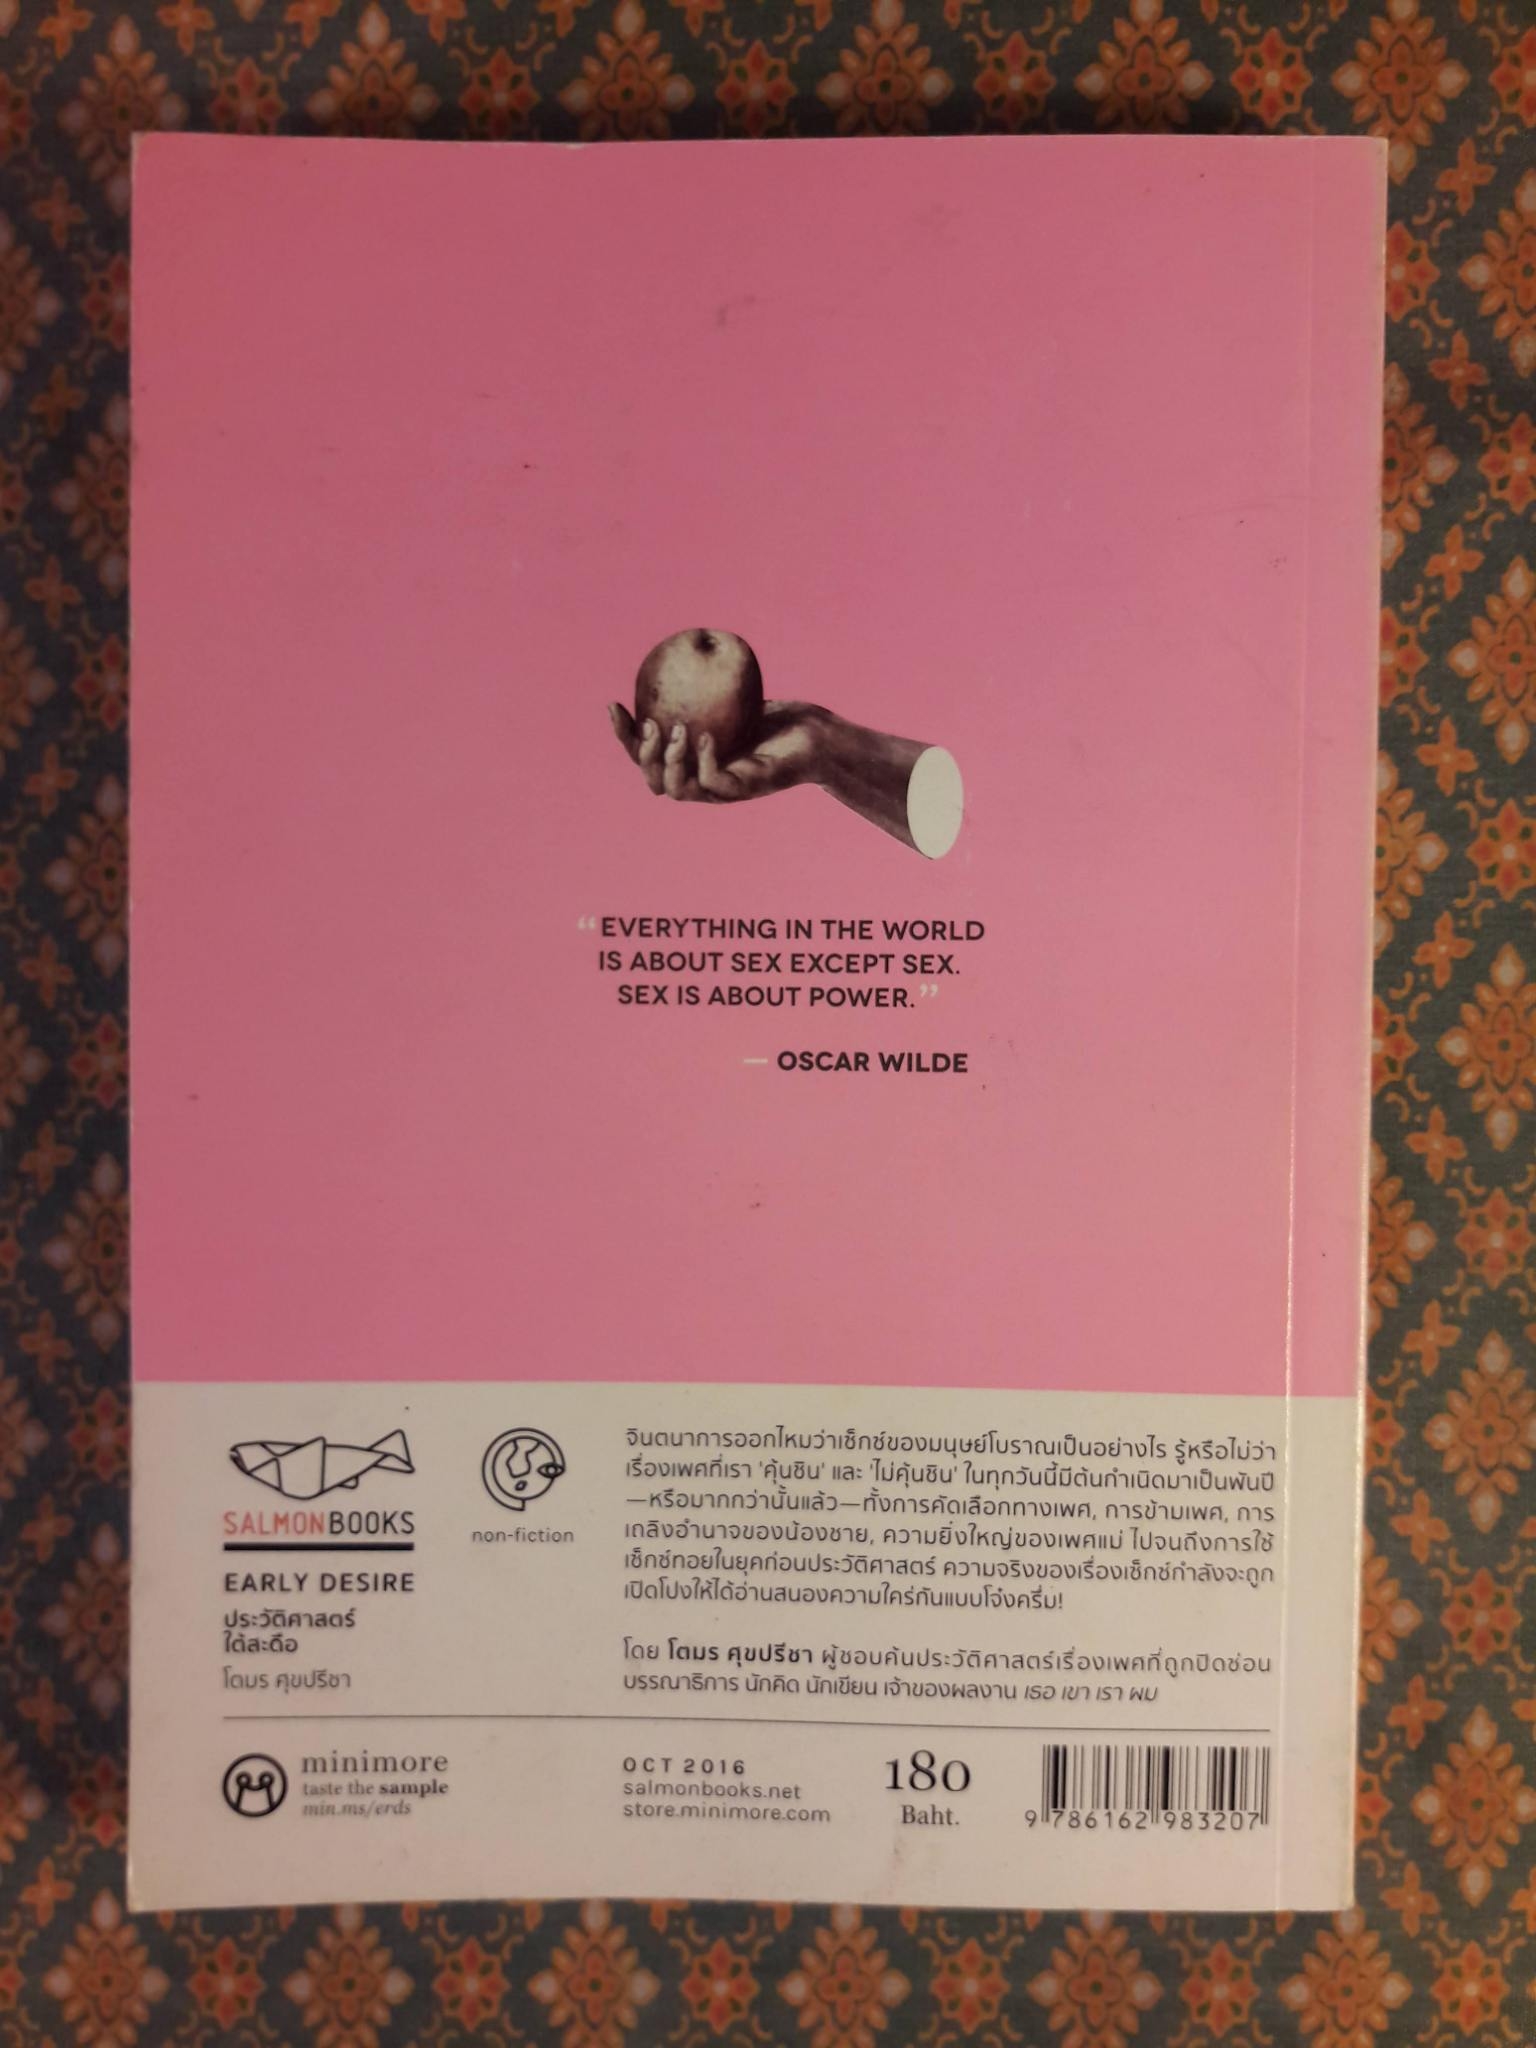 “EVERYTHING IN THE WORLD
IS ABOUT SEX EXCEPT SEX.
SEX IS ABOUT POWER.”
— OSCAR WILDE
SALMONBOOKS
EARLY DESIRE
ประวัติศาสตร์
ใต้สะดือ
โตมร ศุขปรีชา
non-fiction
จินตนาการออกไหมว่าเซ็กซ์ของมนุษย์โบราณเป็นอย่างไร รู้หรือไม่ว่า
เรื่องเพศที่เรา 'คุ้นชิน' และ 'ไม่คุ้นชิน' ในทุกวันนี้มีต้นกำเนิดมาเป็นพันปี
—หรือมากกว่านั้นแล้ว—ทั้งการคัดเลือกทางเพศ, การข้ามเพศ, การ
เถลิงอำนาจของน้องชาย, ความยิ่งใหญ่ของเพศแม่ ไปจนถึงการใช้
เซ็กซ์ทอยในยุคก่อนประวัติศาสตร์ ความจริงของเรื่องเซ็กซ์กำลังจะถูก
เปิดโปงให้ได้อ่านสนองความใคร่กันแบบโจ๋งครึ่ม!
โดย โตมร ศุขปรีชา ผู้ชอบค้นประวัติศาสตร์เรื่องเพศที่ถูกปิดซ่อน
บรรณาธิการ นักคิด นักเขียน เจ้าของผลงาน เธอ เขา เรา ผม
minimore
taste the sample
min.ms/erds
OCT 2016
salmonbooks.net
store.minimore.com
180
Baht.
9 786162 983207